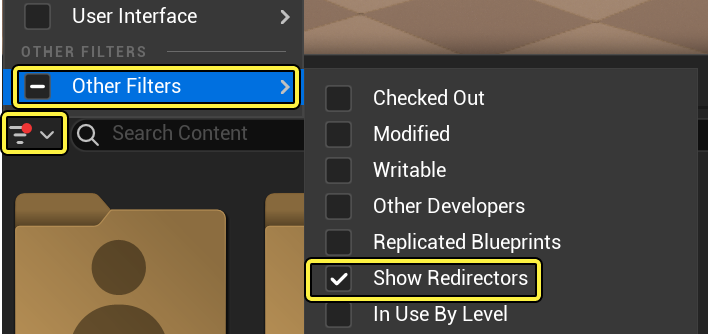 User Interface
OTHER FILTERS
Other Filters
Checked Out
Search Content
Modified
Writable
Other Developers
Replicated Blueprints
Show Redirectors
In Use By Level